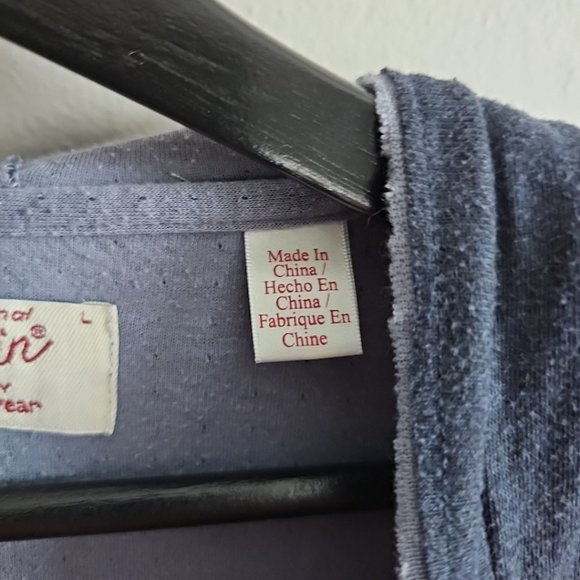 L
Made In
China /
Hecho En
China /
Fabrique En
Chine